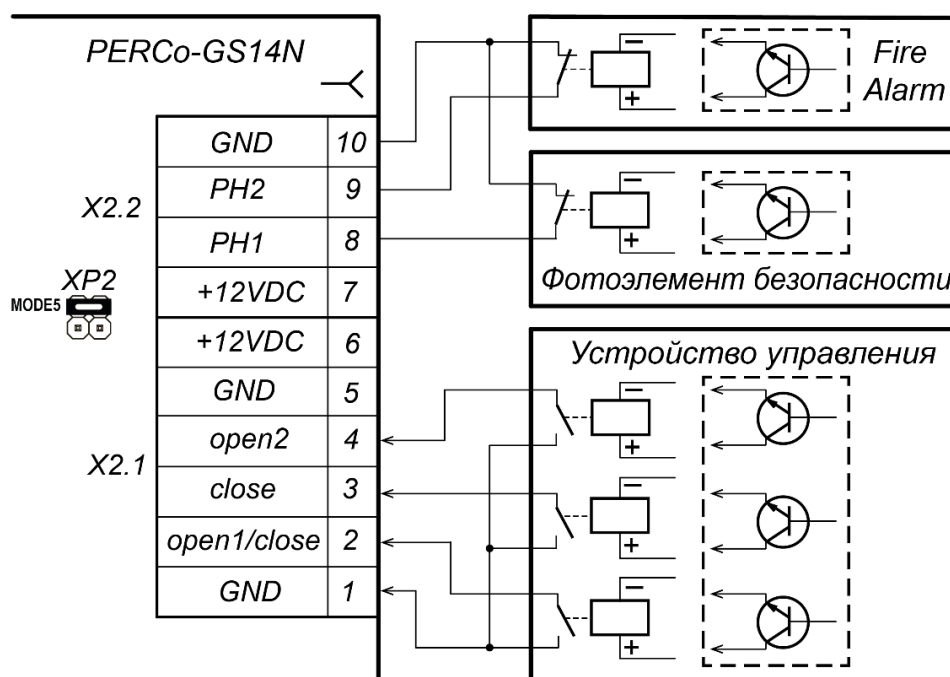 PERCo-GS14N
GND 10
PH2 9
X2.2
PH1 8
XP2
MODE5
+12VDC 7
+12VDC 6
GND 5
open2 4
X2.1
close 3
open1/close 2
GND 1
Fire
Alarm
Фотоэлемент безопасности
Устройство управления
− +
− +
− +
− +
− +